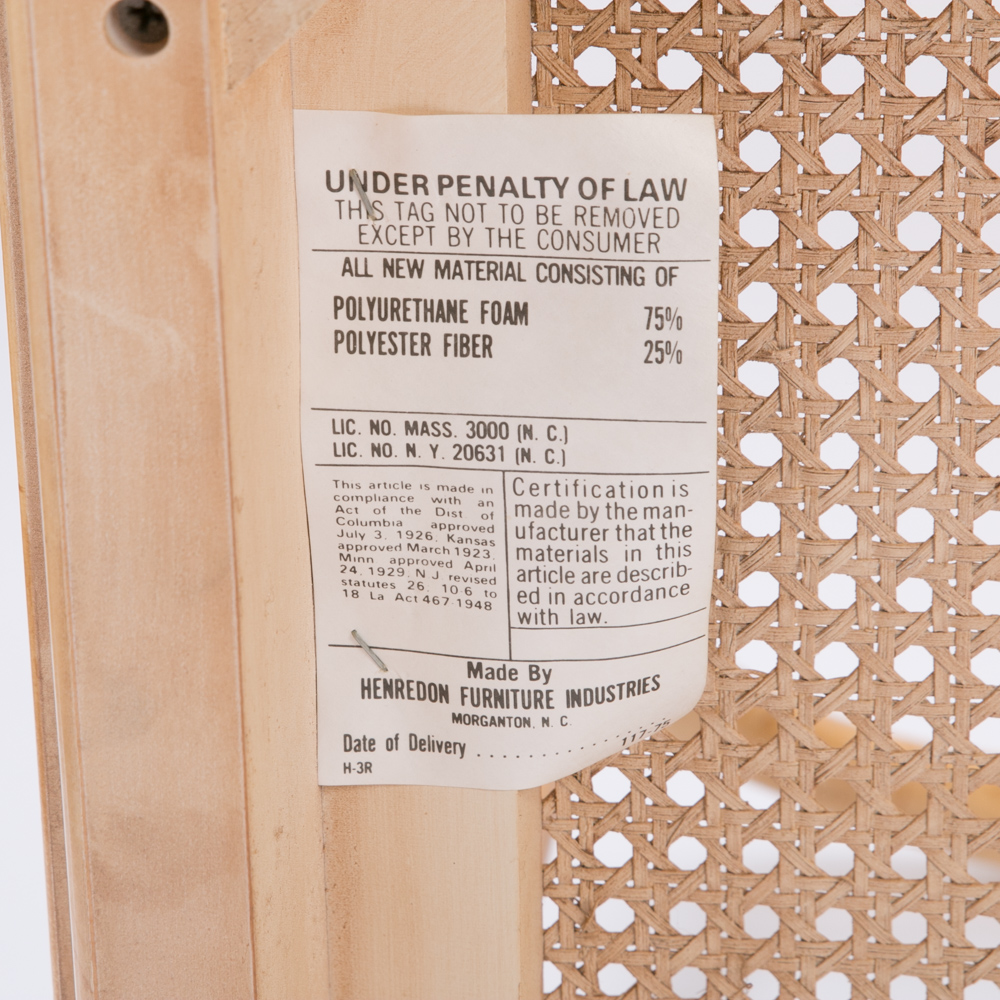 UNDER PENALTY OF LAW
THIS TAG NOT TO BE REMOVED
EXCEPT BY THE CONSUMER
ALL NEW MATERIAL CONSISTING OF
POLYURETHANE FOAM 75%
POLYESTER FIBER 25%
LIC. NO. MASS. 3000 (N. C.)
LIC. NO. N. Y. 20631 (N. C.)
This article is made in
compliance with an
Act of the Dist of
Columbia approved
July 3, 1926, Kansas
approved March 1923,
Minn approved April
24, 1929, N J revised
statutes 26, 10-6 to
18 La Act 467-1948
Certification is
made by the man-
ufacturer that the
materials in this
article are describ-
ed in accordance
with law.
Made By
HENREDON FURNITURE INDUSTRIES
MORGANTON, N. C.
Date of Delivery ..............
H-3R